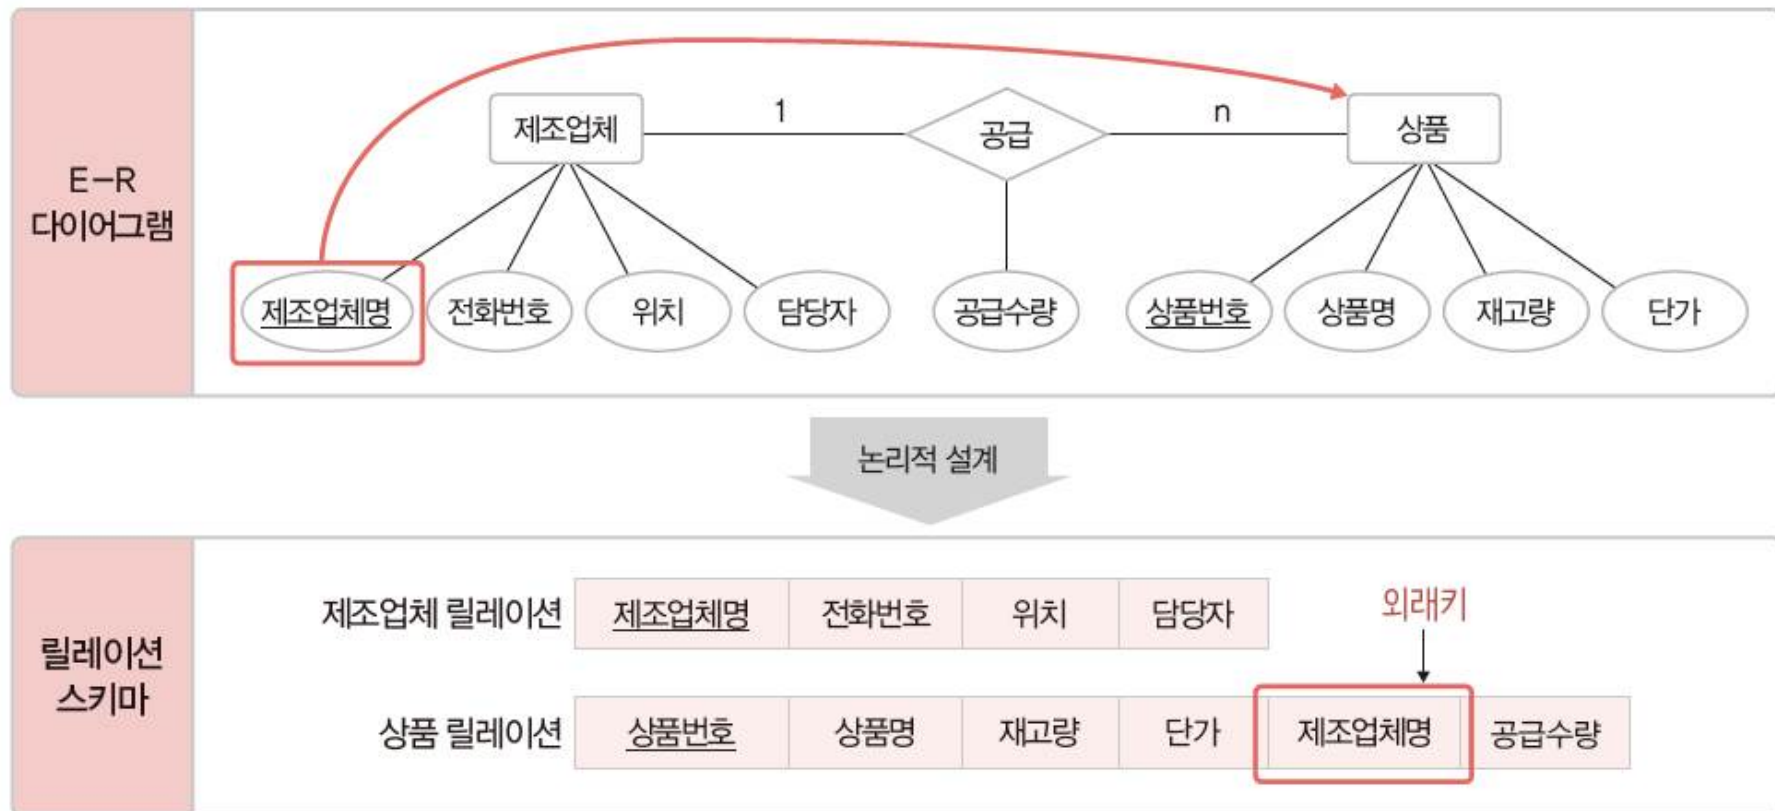 E-R
다이어그램
제조업체
1
공급
n
상품
제조업체명
전화번호
위치
담당자
공급수량
상품번호
상품명
재고량
단가
논리적 설계
릴레이션
스키마
제조업체 릴레이션
제조업체명
전화번호
위치
담당자
외래키
상품 릴레이션
상품번호
상품명
재고량
단가
제조업체명
공급수량